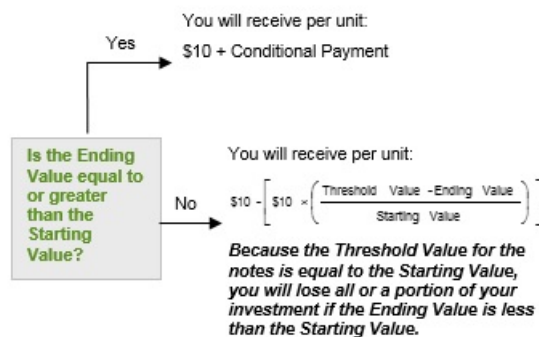 You will receive per unit:
Yes
$10 + Conditional Payment
Is the Ending
Value equal to
or greater
than the
Starting
Value?
No
You will receive per unit:
$10 - [ $10 × ( Threshold Value - Ending Value
Starting Value ) ]
Because the Threshold Value for the
notes is equal to the Starting Value,
you will lose all or a portion of your
investment if the Ending Value is less
than the Starting Value.